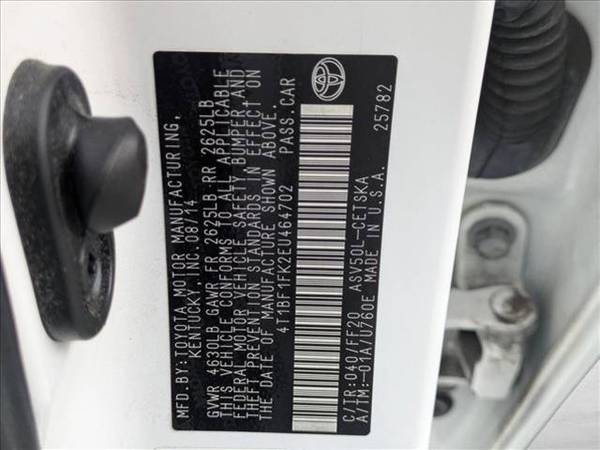 MFD.BY:TOYOTA MOTOR MANUFACTURING,
KENTUCKY, INC. 08/14
GVWR 4630LB GAWR-FR 2625LB RR 2625LB
THIS VEHICLE CONFORMS TO ALL APPLICABLE
FEDERAL MOTOR VEHICLE SAFETY, BUMPER, AND
THEFT PREVENTION STANDARDS IN EFFECT ON
THE DATE OF MANUFACTURE SHOWN ABOVE.
4T1BF1FK2EU464702 PASS.CAR
C/TR:040/FF20 ASV50L-CETSKA
A/TM:-01A/U760E MADE IN U.S.A.
25782